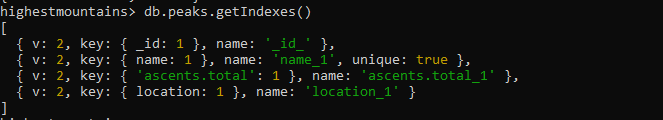 highestmountains> db.peaks.getIndexes()
[
  { v: 2, key: { _id: 1 }, name: '_id_' },
  { v: 2, key: { name: 1 }, name: 'name_1', unique: true },
  { v: 2, key: { 'ascents.total': 1 }, name: 'ascents.total_1' },
  { v: 2, key: { location: 1 }, name: 'location_1' }
]